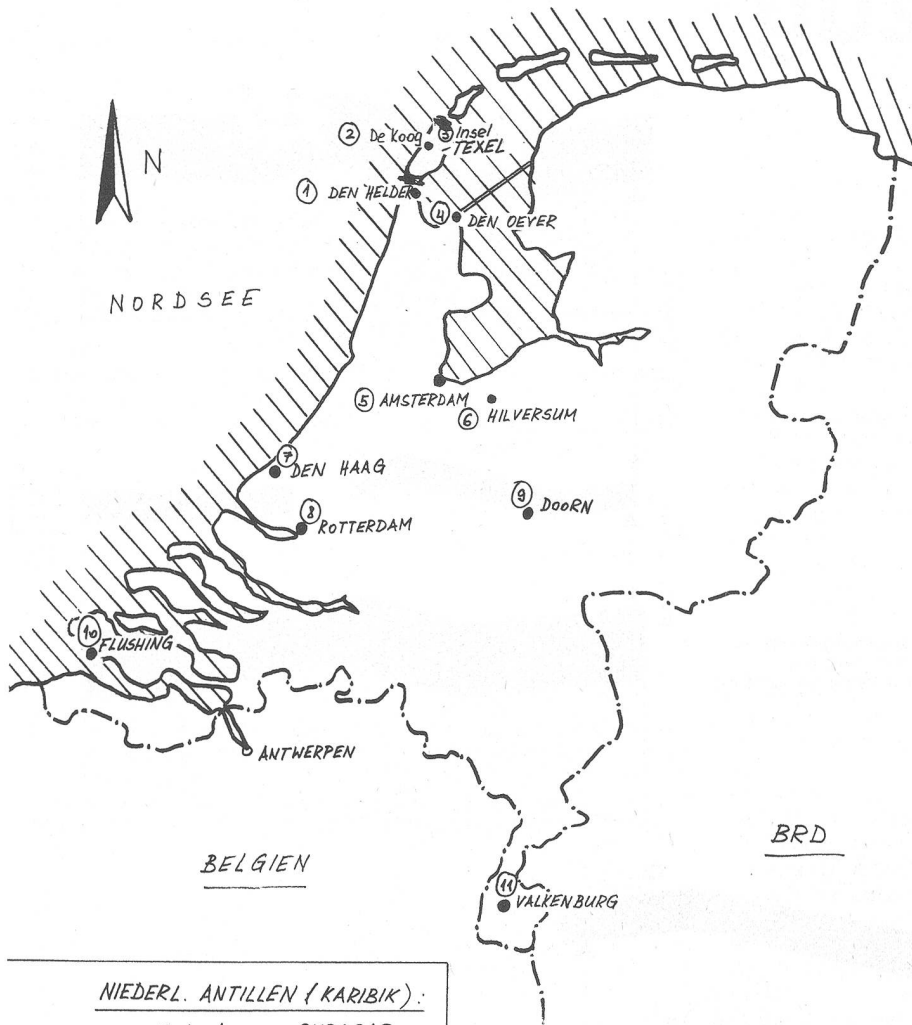 N
② De Koog
③ Insel
TEXEL
① DEN HELDER
④ DEN OEVER
NORDSEE
⑤ AMSTERDAM
⑥ HILVERSUM
⑦ DEN HAAG
⑧ ROTTERDAM
⑨ DOORN
⑩ FLUSHING
ANTWERPEN
BELGIEN
BRD
⑪ VALKENBURG
NIEDERL. ANTILLEN (KARIBIK):